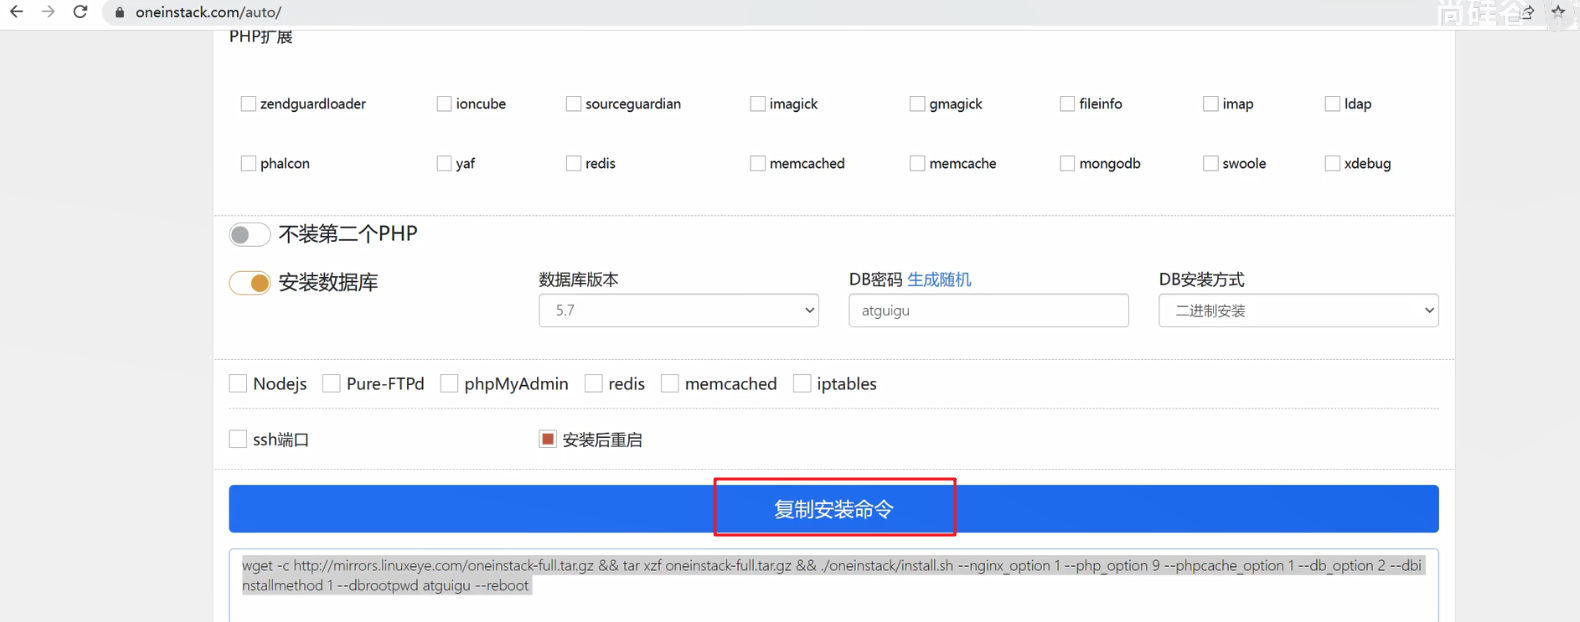 oneinstack.com/auto/
尚硅谷
PHP扩展
zendguardloader ioncube sourceguardian imagick gmagick fileinfo imap ldap
phalcon yaf redis memcached memcache mongodb swoole xdebug
不装第二个PHP
安装数据库 数据库版本 DB密码 生成随机 DB安装方式
5.7 atguigu 二进制安装
Nodejs Pure-FTPd phpMyAdmin redis memcached iptables
ssh端口 安装后重启
复制安装命令
wget -c http://mirrors.linuxeye.com/oneinstack-full.tar.gz && tar xzf oneinstack-full.tar.gz && ./oneinstack/install.sh --nginx_option 1 --php_option 9 --phpcache_option 1 --db_option 2 --dbi
nstallmethod 1 --dbrootpwd atguigu --reboot